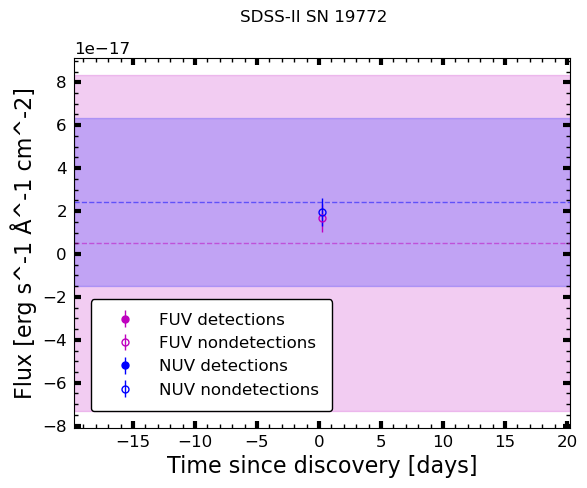 SDSS-II SN 19772
1e−17
8
6
4
2
0
−2
−4
−6
−8
Flux [erg s^-1 Å^-1 cm^-2]
FUV detections
FUV nondetections
NUV detections
NUV nondetections
−15 −10 −5 0 5 10 15 20
Time since discovery [days]